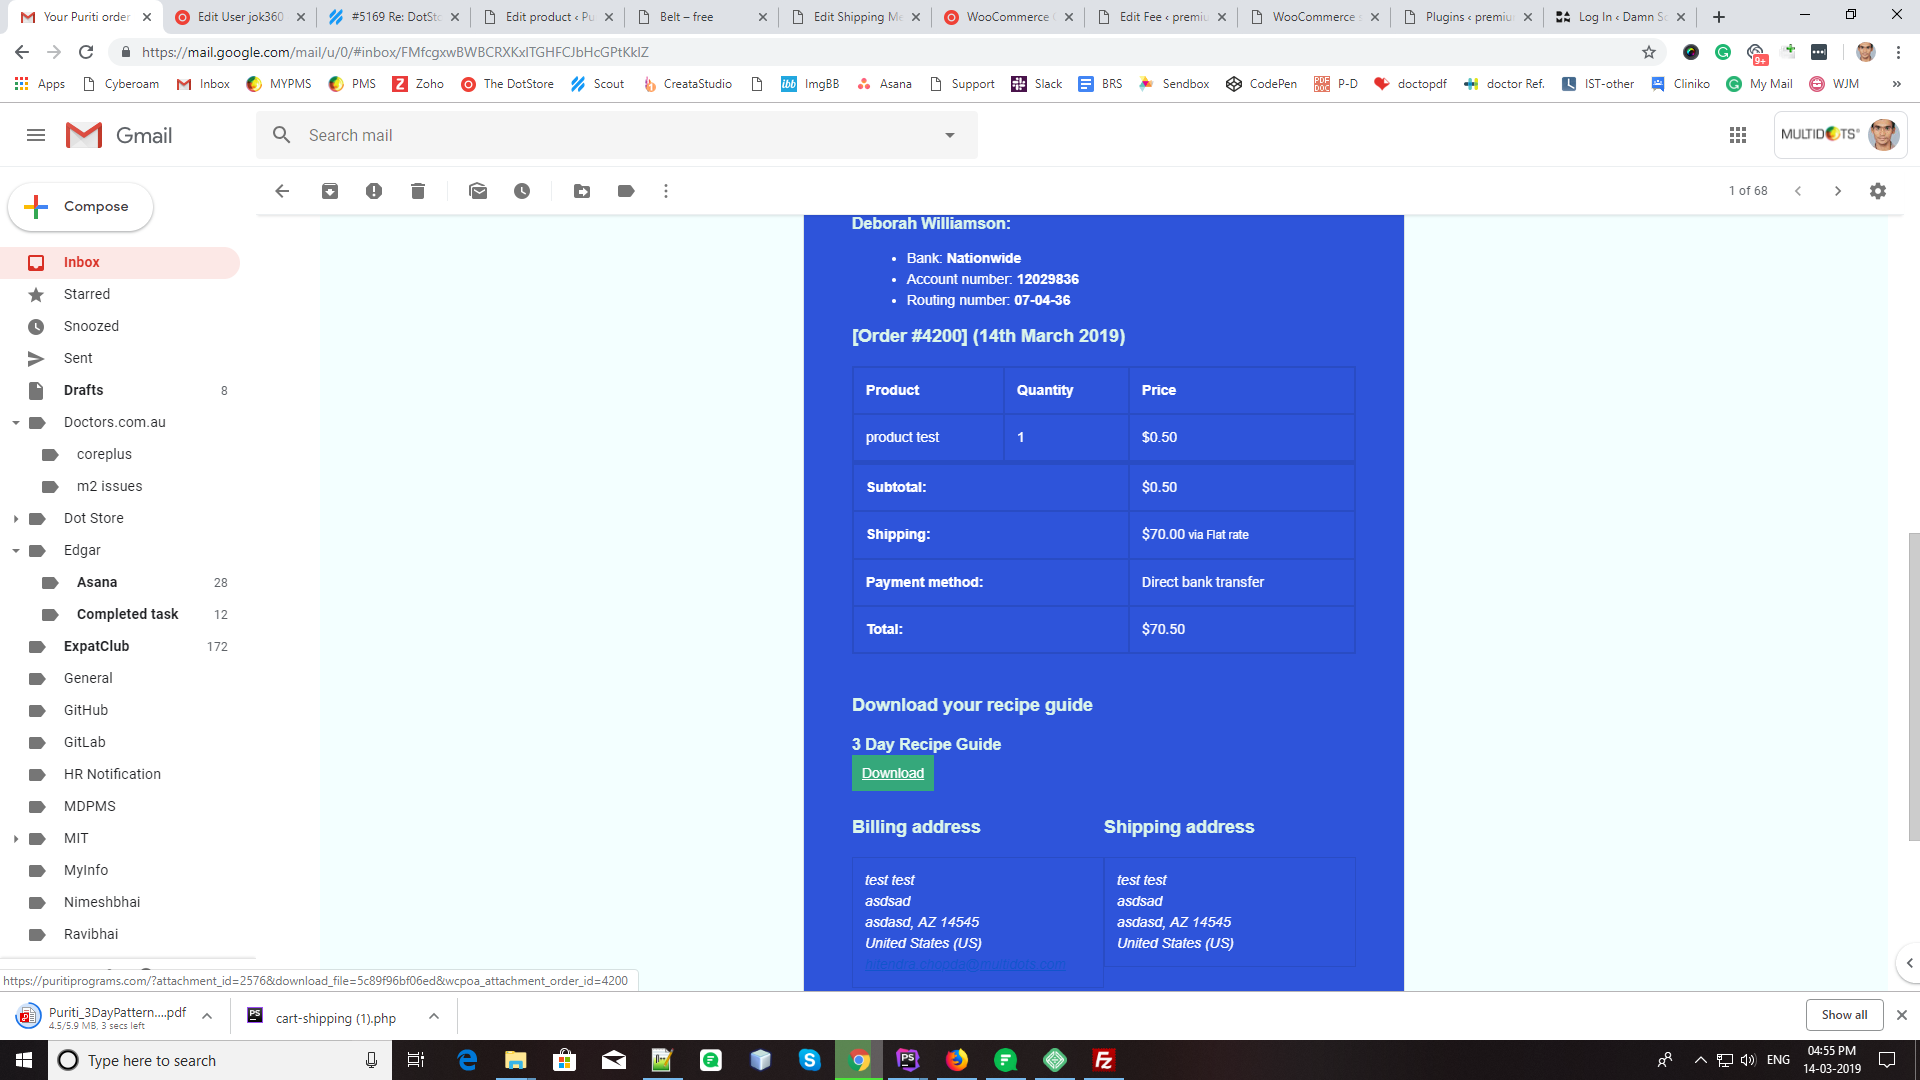 Your Puriti order
Edit User jok360
#5169 Re: DotSto
Edit product ‹ Pu
Belt – free
Edit Shipping Me
WooCommerce
Edit Fee ‹ premiu
WooCommerce s
Plugins ‹ premiu
Log In ‹ Damn Sc
https://mail.google.com/mail/u/0/#inbox/FMfcgxwBWBCRXKxlTGHFCJbHcGPtKklZ
9+
Apps
Cyberoam
Inbox
MYPMS
PMS
Zoho
The DotStore
Scout
CreataStudio
ImgBB
Asana
Support
Slack
BRS
Sendbox
CodePen
P-D
doctopdf
doctor Ref.
IST-other
Cliniko
My Mail
WJM
»
Gmail
Search mail
MULTIDOTS
Compose
1 of 68
Inbox
Starred
Snoozed
Sent
Drafts 8
Doctors.com.au
coreplus
m2 issues
Dot Store
Edgar
Asana 28
Completed task 12
ExpatClub 172
General
GitHub
GitLab
HR Notification
MDPMS
MIT
MyInfo
Nimeshbhai
Ravibhai
Deborah Williamson:
• Bank: Nationwide
• Account number: 12029836
• Routing number: 07-04-36
[Order #4200] (14th March 2019)
Product Quantity Price
product test 1 $0.50
Subtotal: $0.50
Shipping: $70.00 via Flat rate
Payment method: Direct bank transfer
Total: $70.50
Download your recipe guide
3 Day Recipe Guide
Download
Billing address Shipping address
test test
asdsad
asdasd, AZ 14545
United States (US)
test test
asdsad
asdasd, AZ 14545
United States (US)
https://puritiprograms.com/?attachment_id=2576&download_file=5c89f96bf06ed&wcpoa_attachment_order_id=4200
Puriti_3DayPattern....pdf
4.5/5.9 MB, 3 secs left
cart-shipping (1).php
Show all
Type here to search
ENG
04:55 PM
14-03-2019